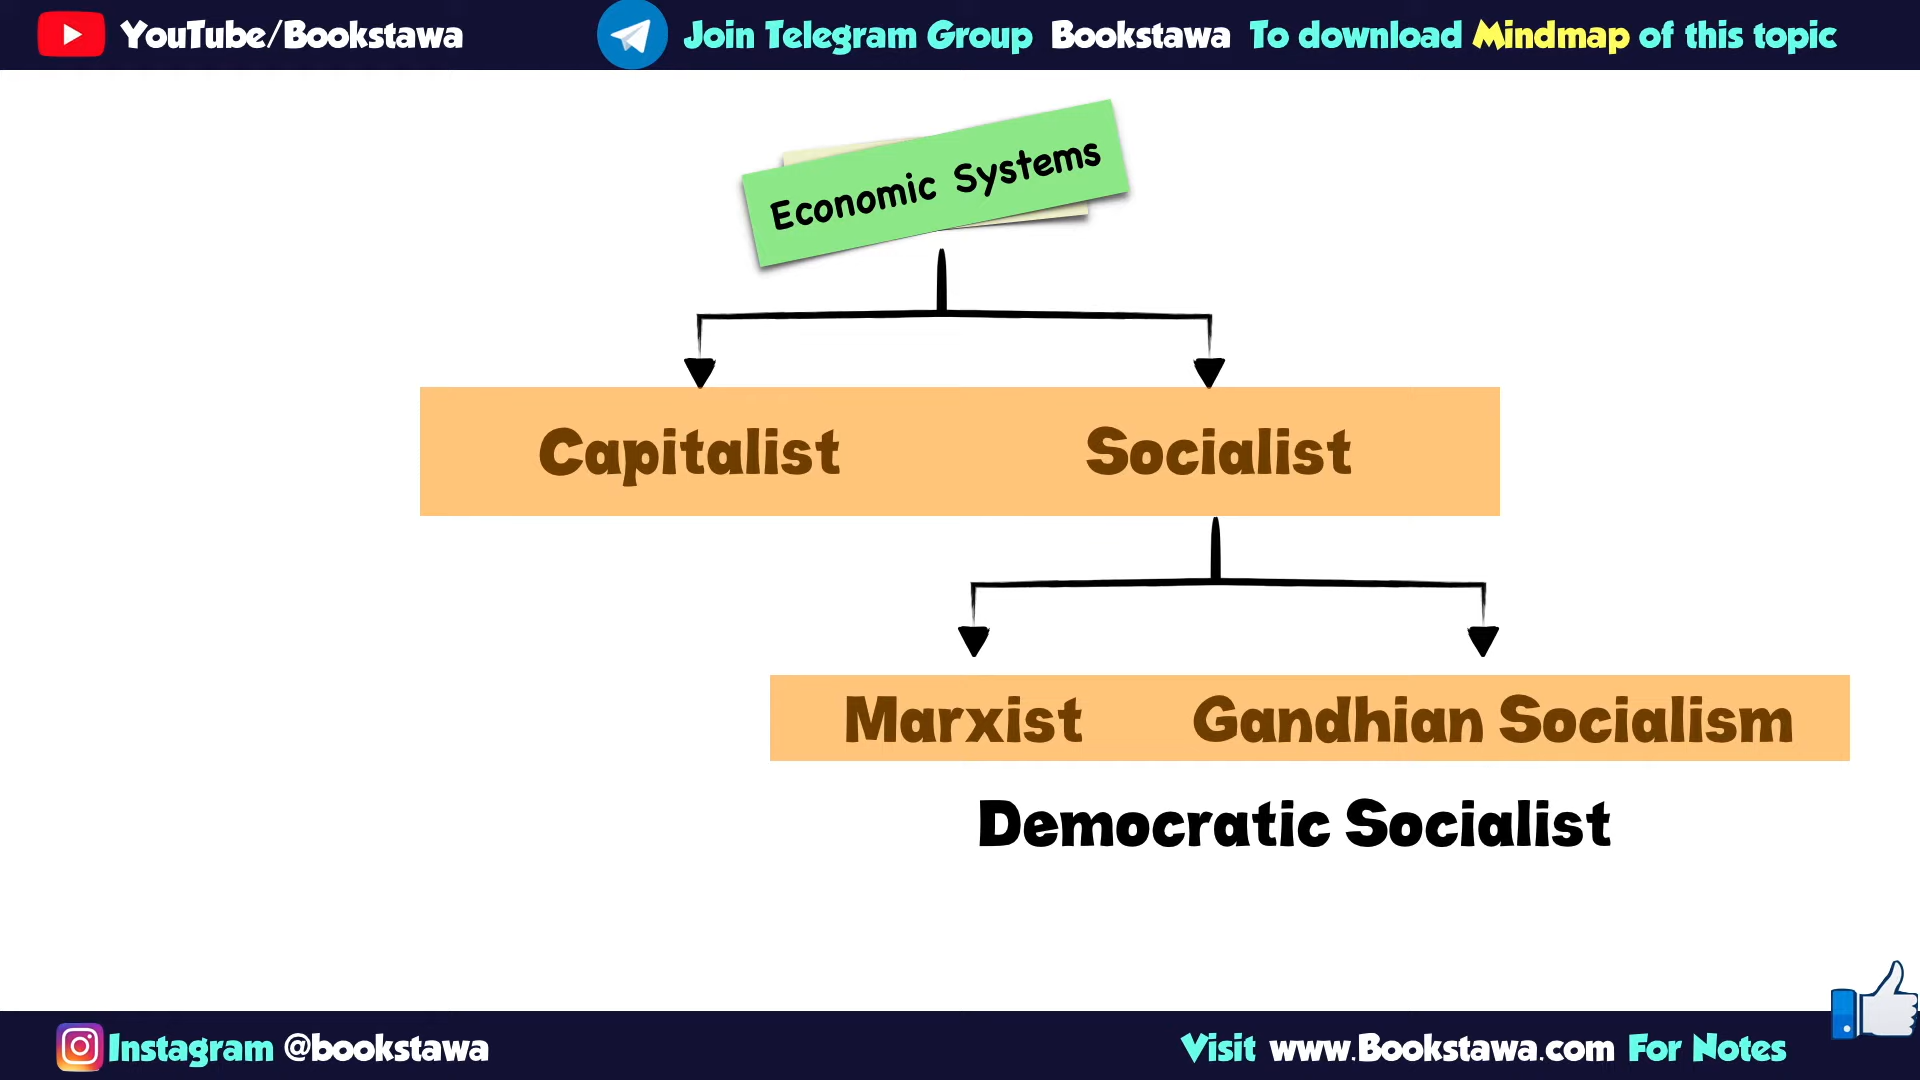 YouTube/Bookstawa
Join Telegram Group Bookstawa To download Mindmap of this topic
Economic Systems
Capitalist Socialist
Marxist Gandhian Socialism
Democratic Socialist
Instagram @bookstawa
Visit www.Bookstawa.com For Notes